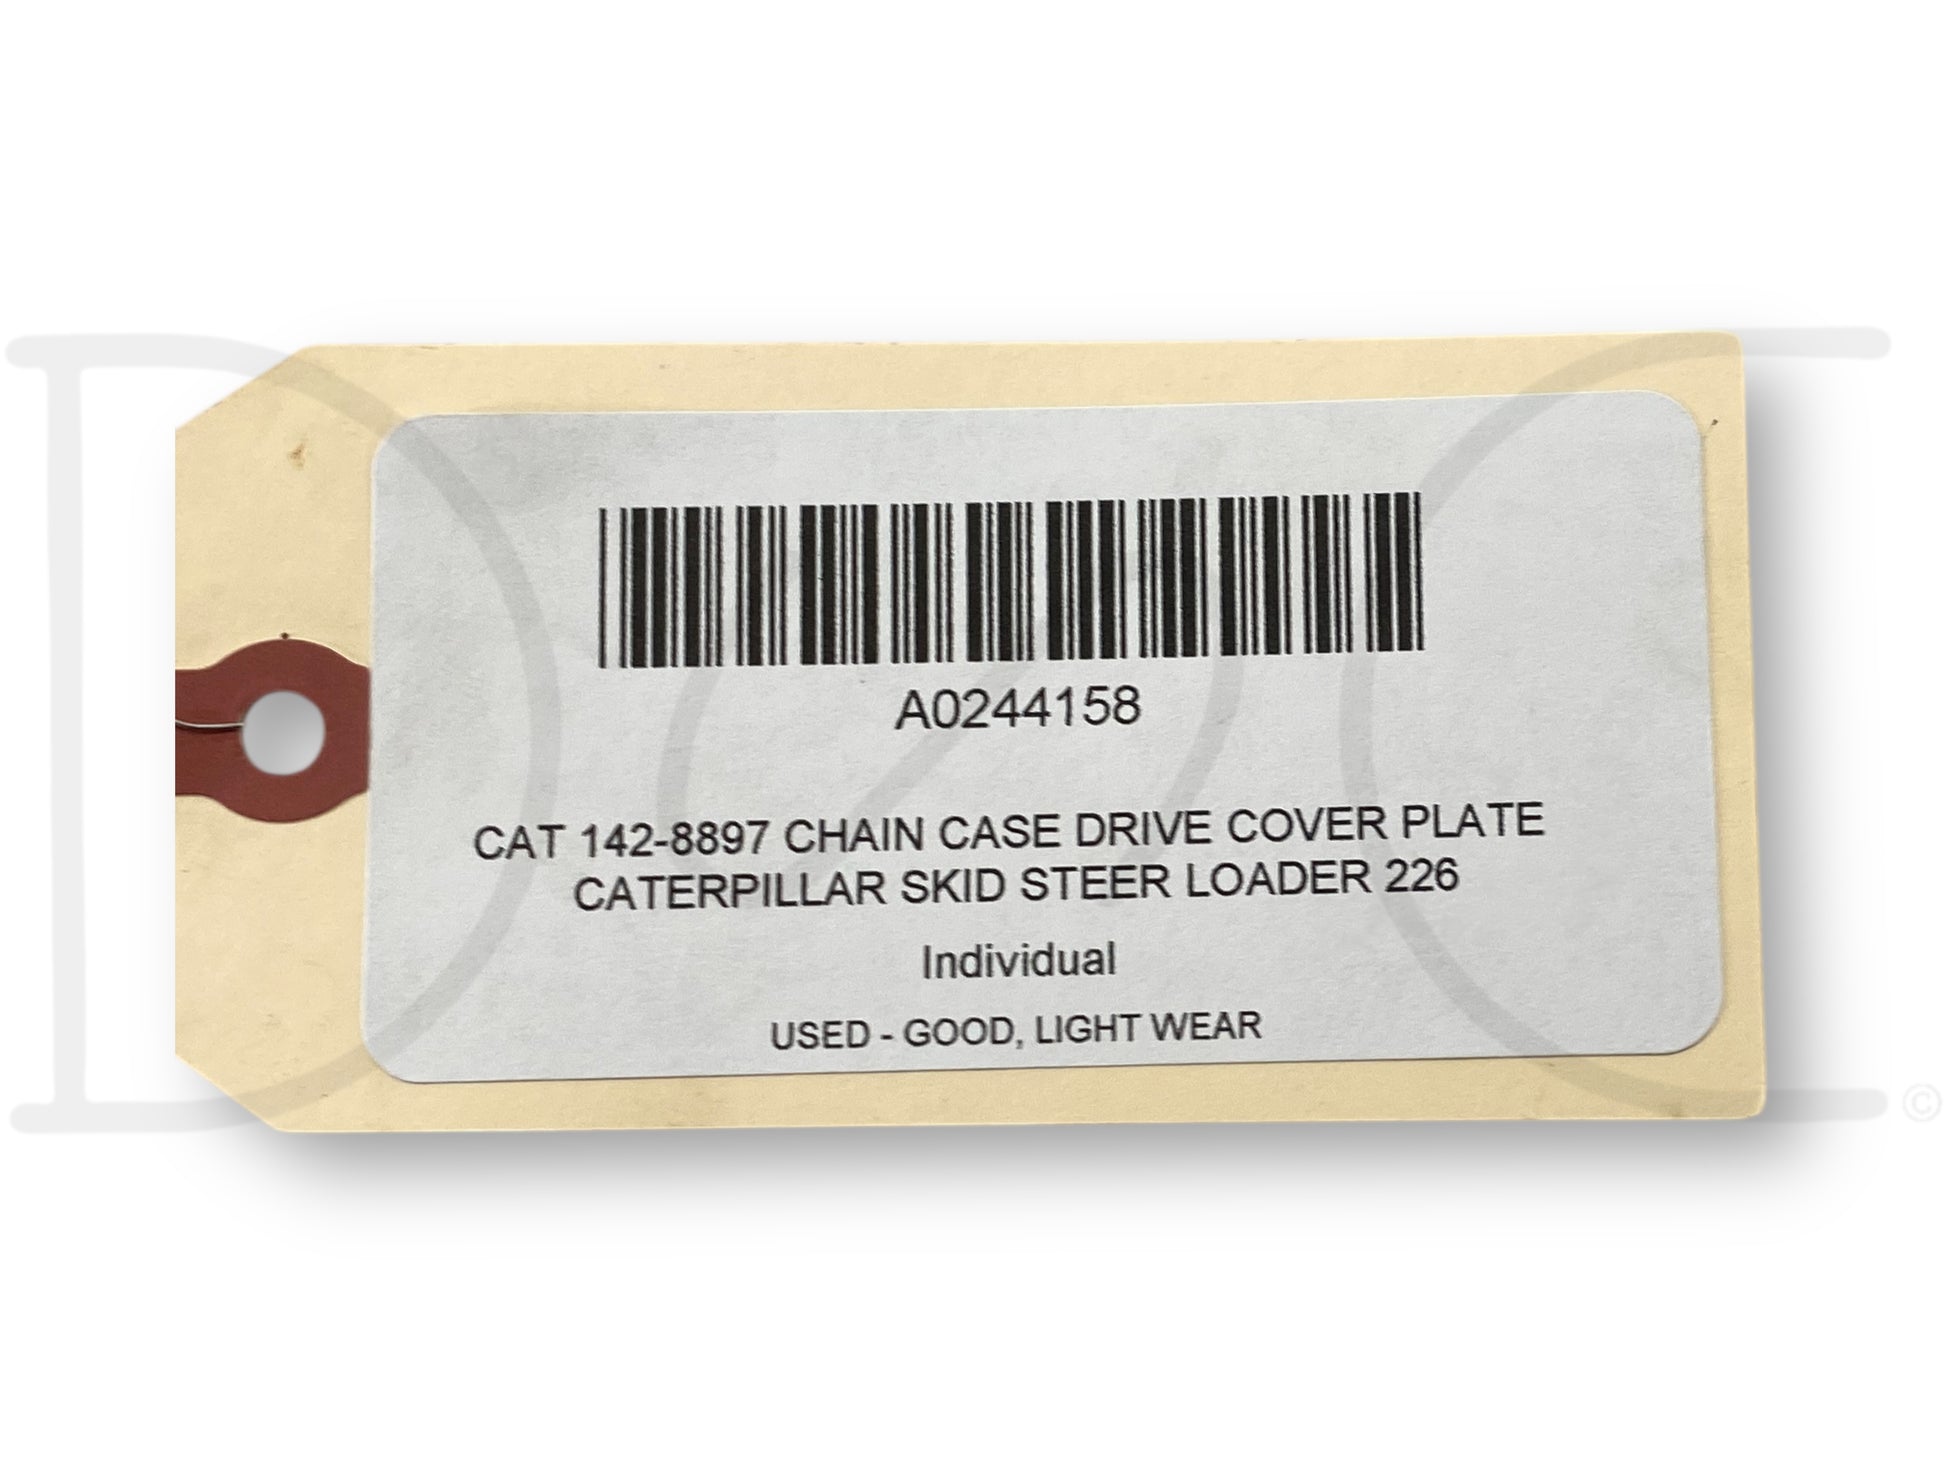 A0244158
CAT 142-8897 CHAIN CASE DRIVE COVER PLATE
CATERPILLAR SKID STEER LOADER 226
Individual
USED - GOOD, LIGHT WEAR
©